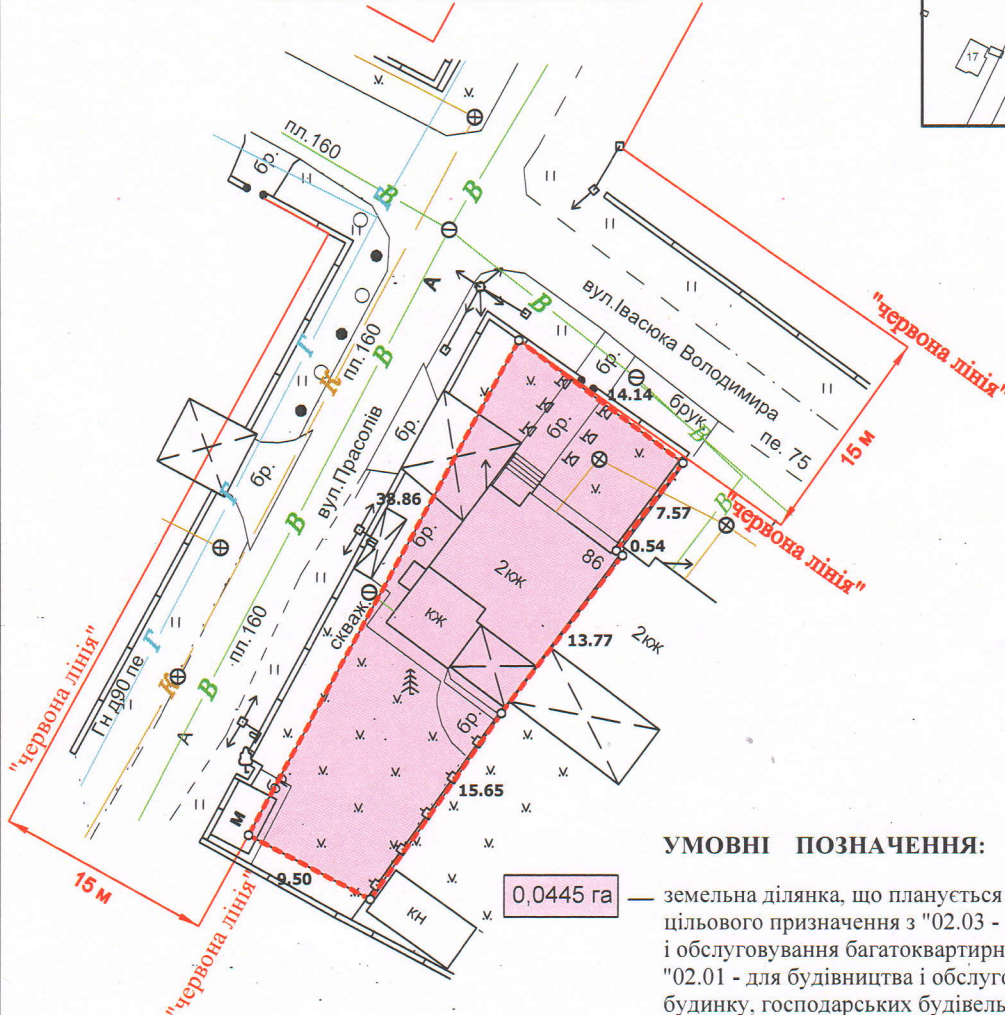 17
пл.160
бр.
В
В
Г
А
В
вул.Івасюка Володимира
"червона лінія"
Г
пл.160
К
В
бр.
14.14
брук.
В
пе. 75
15 м
вул.Прасолів
бр.
бр.
бр.
38.86
В
"червона лінія"
В
7.57
0.54
86
Г
бр.
2кж
кж
скваж.
13.77
2кж
"червона лінія"
пл.160
Гн д90 пе
Г
К
В
А
бр.
15.65
бр.
М
15 м
9.50
кн
"червона лінія"
"червона лінія"
УМОВНІ ПОЗНАЧЕННЯ:
0,0445 га — земельна ділянка, що планується
цільового призначення з "02.03 -
і обслуговування багатоквартирн
"02.01 - для будівництва і обслуго
будинку, господарських будівель